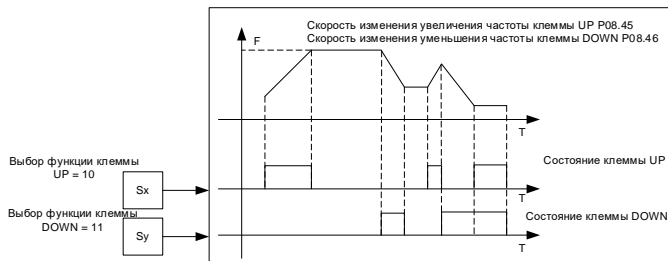 Скорость изменения увеличения частоты клеммы UP P08.45
Скорость изменения уменьшения частоты клеммы DOWN P08.46
F
T
Выбор функции клеммы
UP = 10
Sx
Состояние клеммы UP
T
Выбор функции клеммы
DOWN = 11
Sy
Состояние клеммы DOWN
T